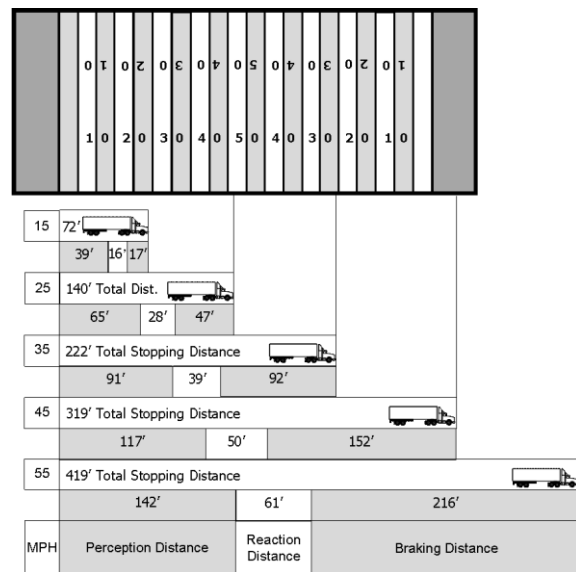 0 1 0 2 0 3 0 4 0 5 0 4 0 3 0 2 0 1
1 0 2 0 3 0 4 0 5 0 4 0 3 0 2 0 1 0
15 72’
39’ 16’ 17’
25 140’ Total Dist.
65’ 28’ 47’
35 222’ Total Stopping Distance
91’ 39’ 92’
45 319’ Total Stopping Distance
117’ 50’ 152’
55 419’ Total Stopping Distance
142’ 61’ 216’
MPH Perception Distance Reaction Distance Braking Distance